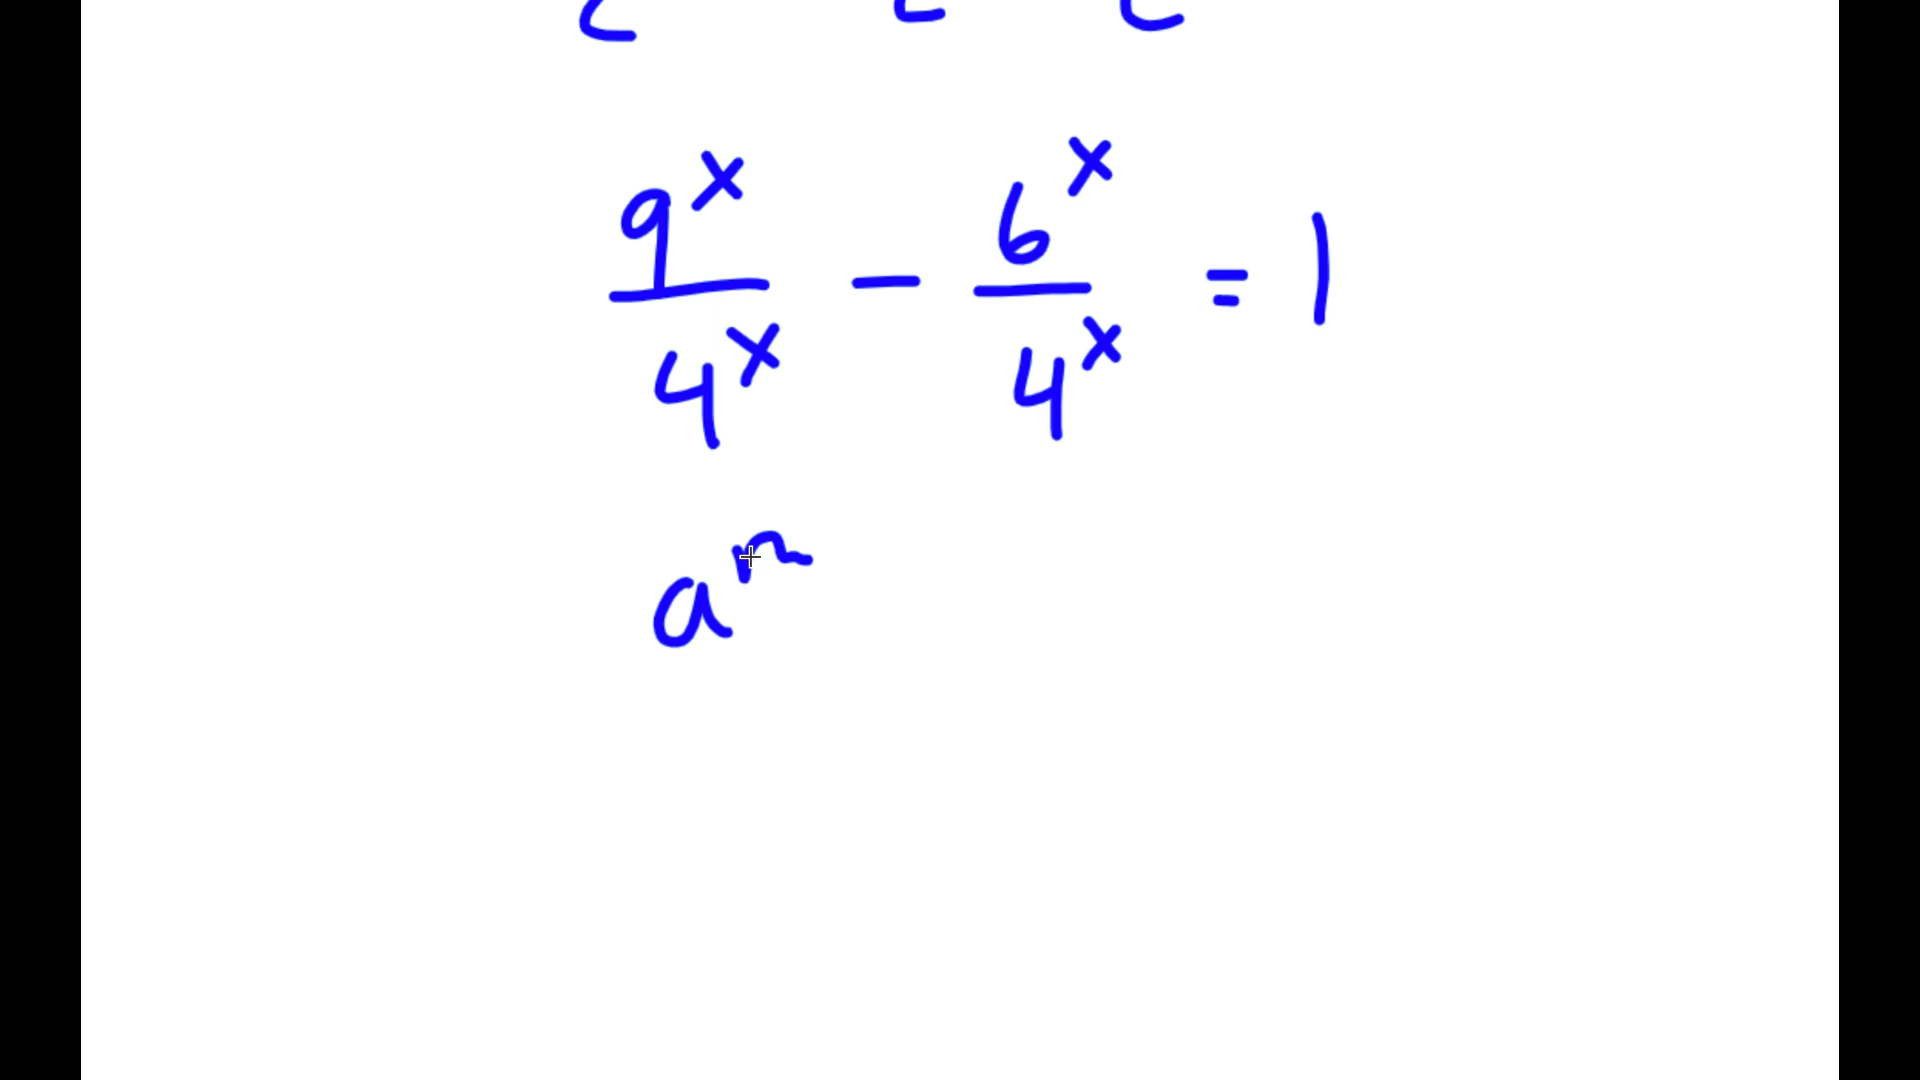 9^x/4^x − 6^x/4^x = 1
a^n